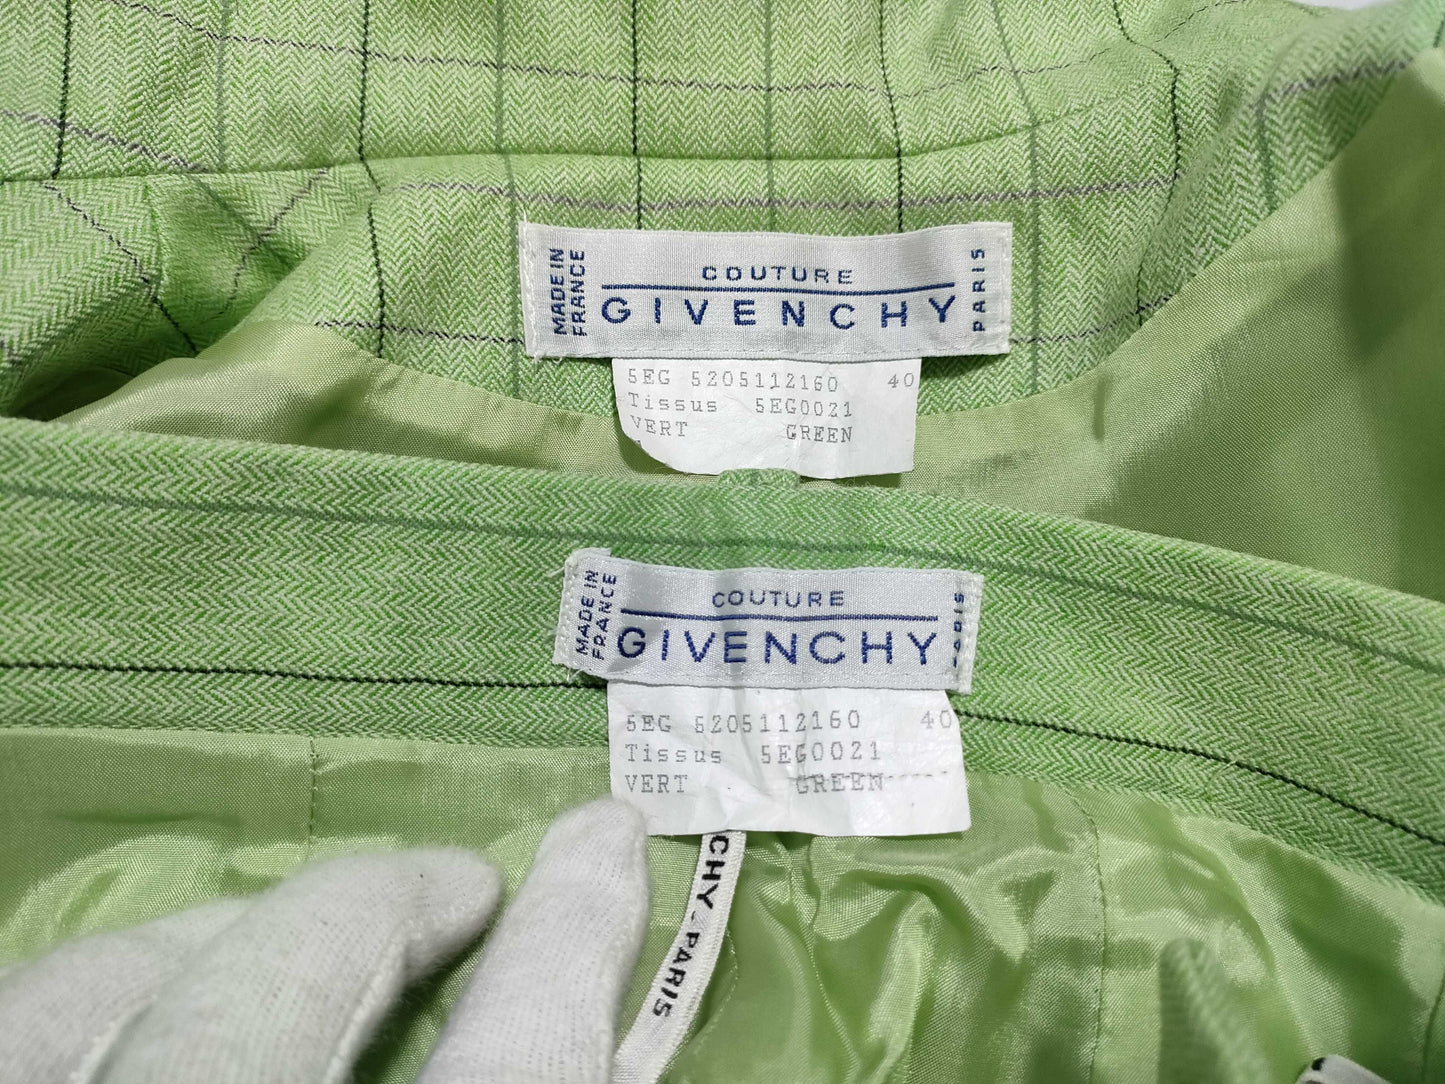 MADE IN
FRANCE
COUTURE
GIVENCHY
PARIS
5EG 5205112160 40
Tissus 5EG0021
VERT GREEN
MADE IN
FRANCE
COUTURE
GIVENCHY
PARIS
5EG 5205112160 40
Tissus 5EG0021
VERT GREEN
CHY PARIS